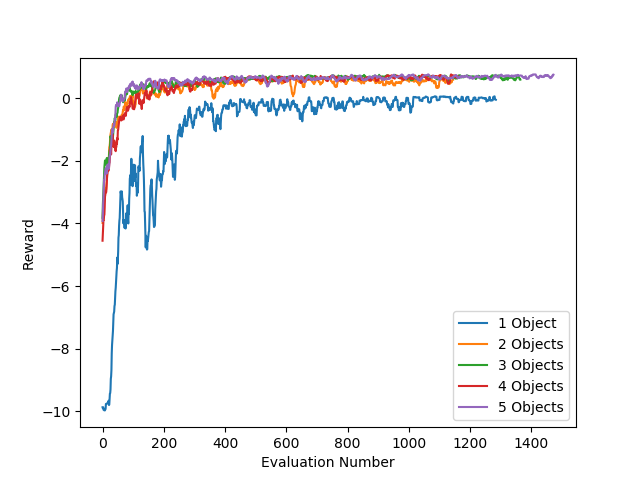 0
−2
−4
−6
−8
−10
Reward
0
200
400
600
800
1000
1200
1400
Evaluation Number
1 Object
2 Objects
3 Objects
4 Objects
5 Objects